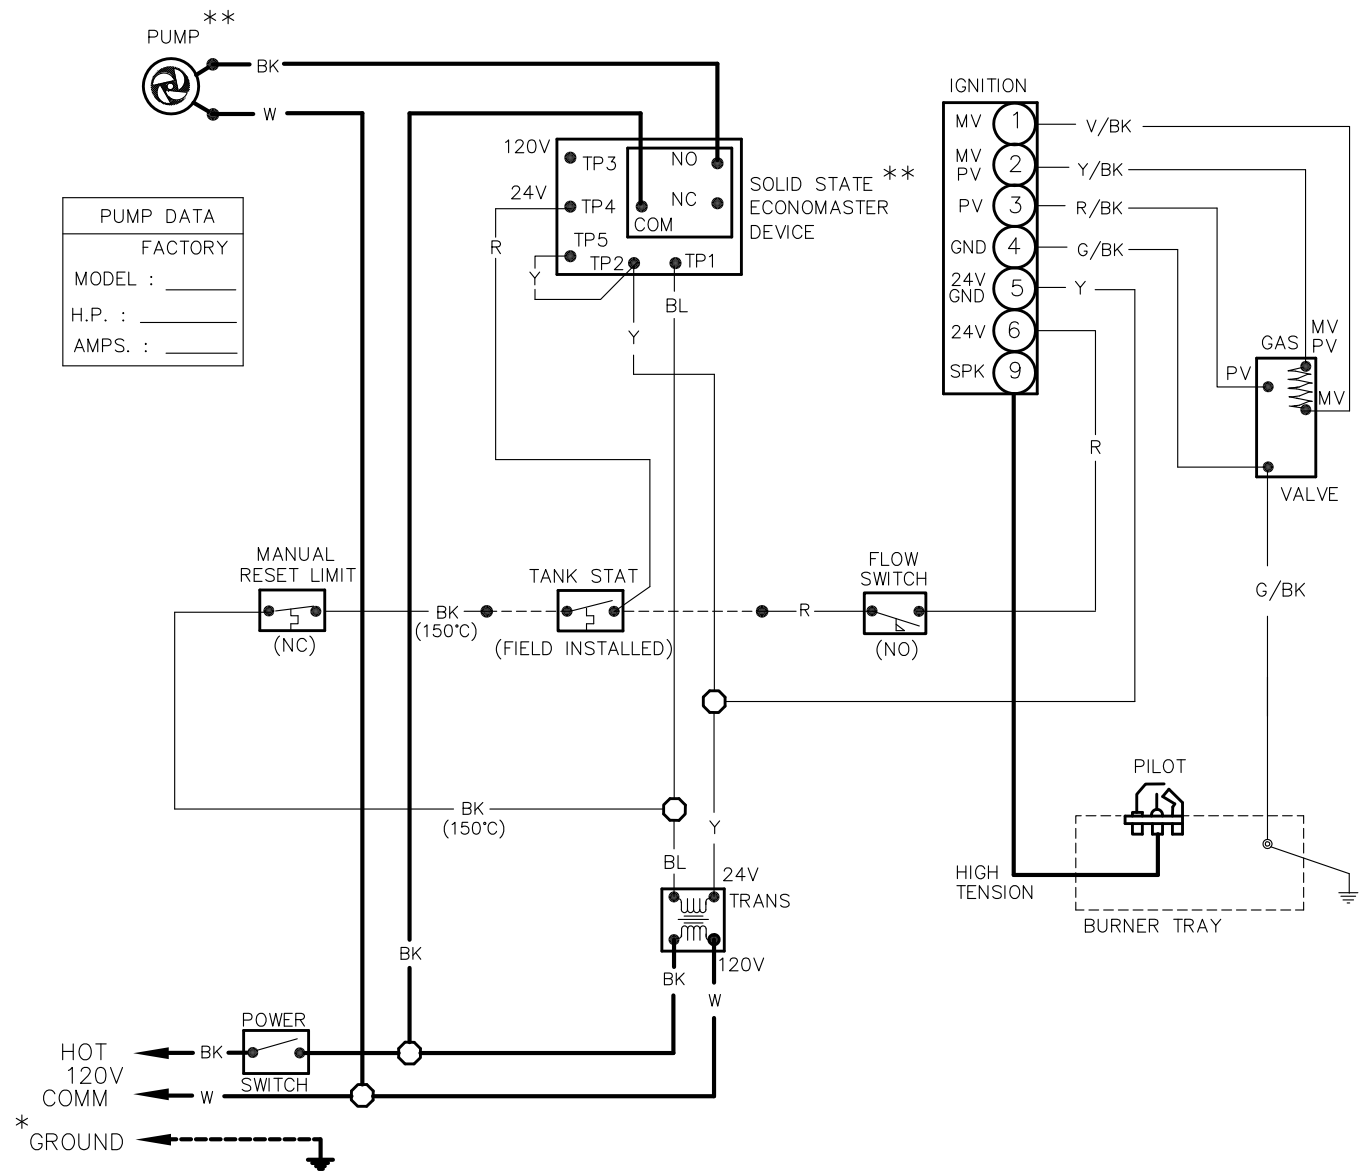 PUMP **
BK
W
PUMP DATA
FACTORY
MODEL : ______
H.P. : ________
AMPS. : ______
120V
TP3
24V
TP4
TP5
TP2
TP1
NO
NC
COM
SOLID STATE **
ECONOMASTER
DEVICE
R
Y
Y
BL
IGNITION
MV
1
V/BK
MV
PV
2
Y/BK
PV
3
R/BK
GND
4
G/BK
24V
GND
5
Y
24V
6
SPK
9
R
GAS
MV
PV
PV
MV
VALVE
G/BK
MANUAL
RESET LIMIT
(NC)
BK
(150°C)
TANK STAT
(FIELD INSTALLED)
R
FLOW
SWITCH
(NO)
BK
(150°C)
Y
BL
24V
TRANS
120V
BK
W
BK
PILOT
HIGH
TENSION
BURNER TRAY
POWER
SWITCH
HOT
BK
120V
COMM
W
*
GROUND